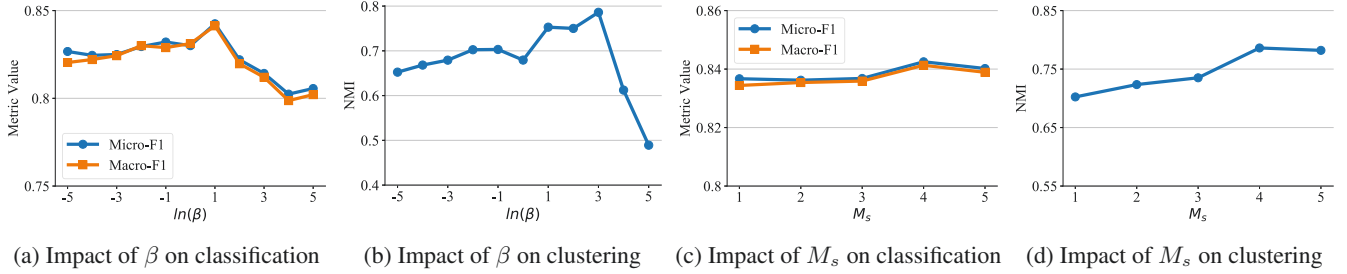 Metric Value
0.85
0.8
0.75
Micro-F1
Macro-F1
-5 -3 -1 1 3 5
ln(β)
(a) Impact of β on classification
NMI
0.8
0.7
0.6
0.5
0.4
-5 -3 -1 1 3 5
ln(β)
(b) Impact of β on clustering
Metric Value
0.86
0.84
0.82
0.8
Micro-F1
Macro-F1
1 2 3 4 5
Ms
(c) Impact of Ms on classification
NMI
0.85
0.75
0.65
0.55
1 2 3 4 5
Ms
(d) Impact of Ms on clustering